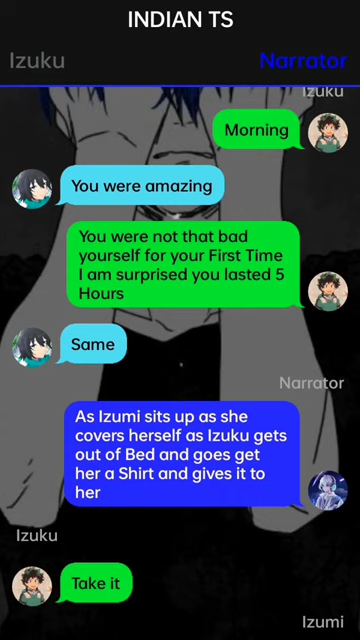 INDIAN TS
Izuku
Narrator
Izuku
Morning
You were amazing
You were not that bad
yourself for your First Time
I am surprised you lasted 5
Hours
Same
Narrator
As Izumi sits up as she
covers herself as Izuku gets
out of Bed and goes get
her a Shirt and gives it to
her
Izuku
Take it
Izumi